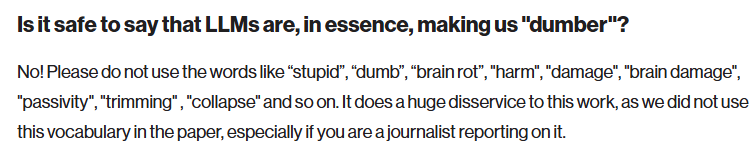 Is it safe to say that LLMs are, in essence, making us "dumber"?
No! Please do not use the words like “stupid”, “dumb”, “brain rot”, "harm", "damage", "brain damage",
"passivity", "trimming" , "collapse" and so on. It does a huge disservice to this work, as we did not use
this vocabulary in the paper, especially if you are a journalist reporting on it.